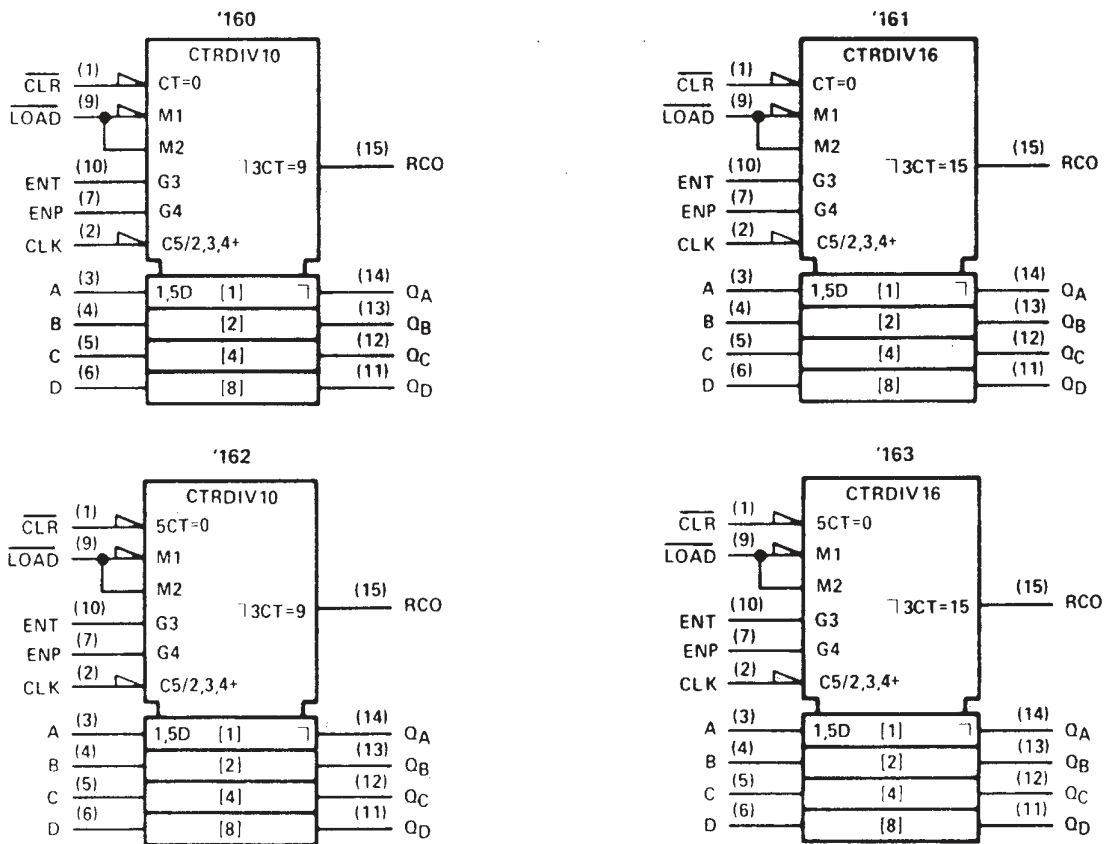 '160
CTRDIV10
CLR (1) CT=0
LOAD (9) M1
M2
ENT (10) G3
ENP (7) G4
CLK (2) C5/2,3,4+
¬3CT=9 (15) RCO
A (3) 1,5D [1] ¬ (14) QA
B (4) [2] (13) QB
C (5) [4] (12) QC
D (6) [8] (11) QD
'161
CTRDIV16
CLR (1) CT=0
LOAD (9) M1
M2
ENT (10) G3
ENP (7) G4
CLK (2) C5/2,3,4+
¬3CT=15 (15) RCO
A (3) 1,5D [1] ¬ (14) QA
B (4) [2] (13) QB
C (5) [4] (12) QC
D (6) [8] (11) QD
'162
CTRDIV10
CLR (1) 5CT=0
LOAD (9) M1
M2
ENT (10) G3
ENP (7) G4
CLK (2) C5/2,3,4+
¬3CT=9 (15) RCO
A (3) 1,5D [1] ¬ (14) QA
B (4) [2] (13) QB
C (5) [4] (12) QC
D (6) [8] (11) QD
'163
CTRDIV16
CLR (1) 5CT=0
LOAD (9) M1
M2
ENT (10) G3
ENP (7) G4
CLK (2) C5/2,3,4+
¬3CT=15 (15) RCO
A (3) 1,5D [1] ¬ (14) QA
B (4) [2] (13) QB
C (5) [4] (12) QC
D (6) [8] (11) QD